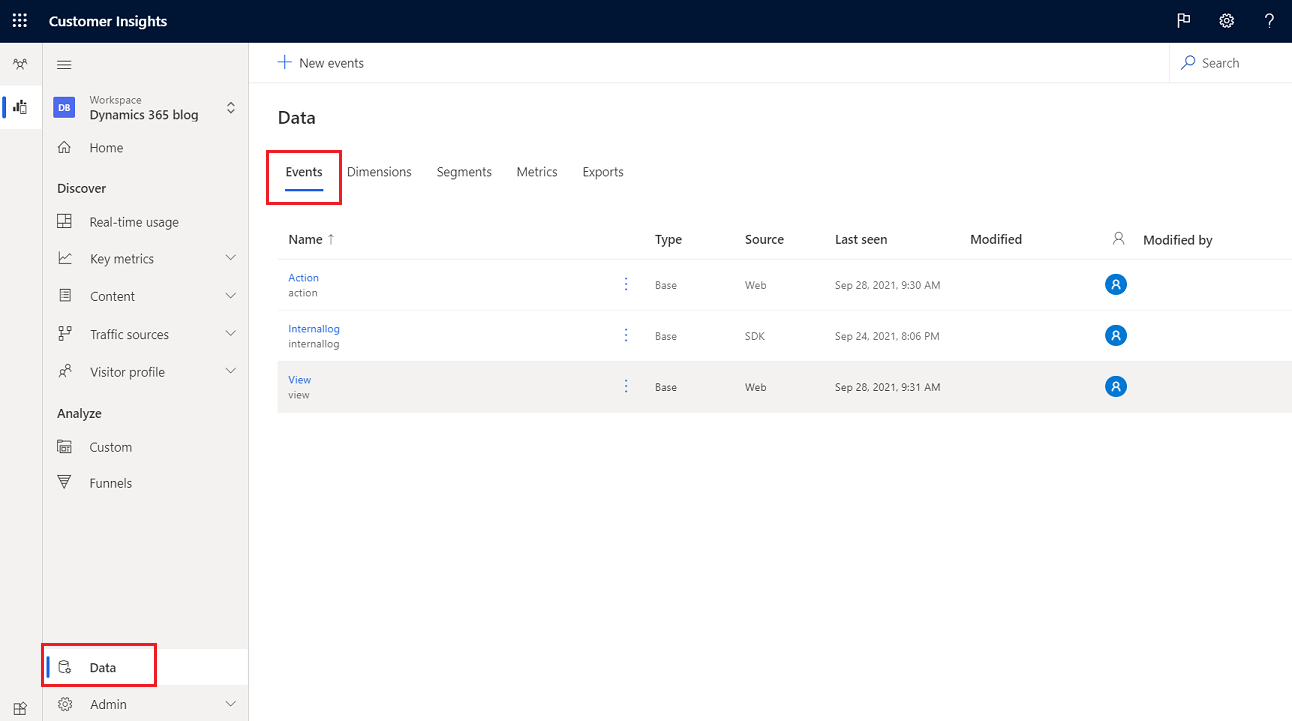 Customer Insights
?
New events
Search
DB
Workspace
Dynamics 365 blog
Home
Discover
Real-time usage
Key metrics
Content
Traffic sources
Visitor profile
Analyze
Custom
Funnels
Data
Admin
Data
Events Dimensions Segments Metrics Exports
Name ↑ Type Source Last seen Modified Modified by
Action
action Base Web Sep 28, 2021, 9:30 AM
Internallog
internallog Base SDK Sep 24, 2021, 8:06 PM
View
view Base Web Sep 28, 2021, 9:31 AM